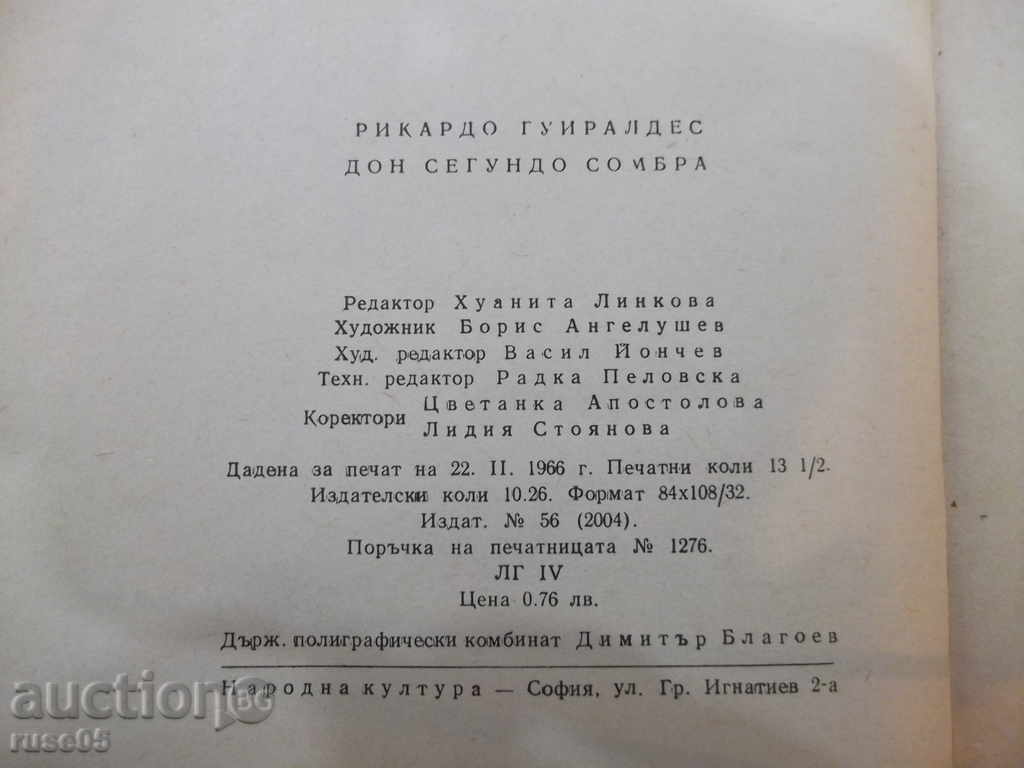 РИКАРДО ГУИРАЛДЕС
ДОН СЕГУНДО СОМБРА
Редактор Хуанита Линкова
Художник Борис Ангелушев
Худ. редактор Васил Йончев
Техн. редактор Радка Пеловска
Коректори Цветанка Апостолова
Лидия Стоянова
Дадена за печат на 22. II. 1966 г. Печатни коли 13 1/2.
Издателски коли 10.26. Формат 84x108/32.
Издат. № 56 (2004).
Поръчка на печатницата № 1276.
ЛГ IV
Цена 0.76 лв.
Държ. полиграфически комбинат Димитър Благоев
Народна култура — София, ул. Гр. Игнатиев 2-а
auction BG
ruse05